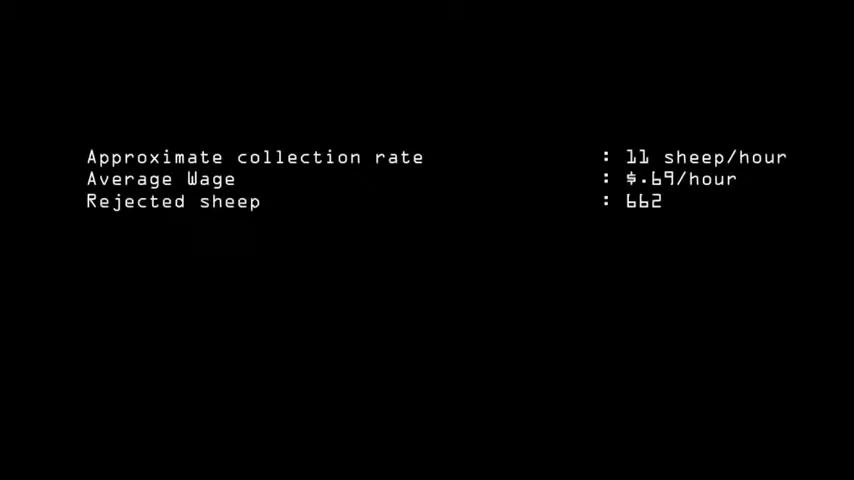 Approximate collection rate : 11 sheep/hour
Average Wage : $.69/hour
Rejected sheep : 662